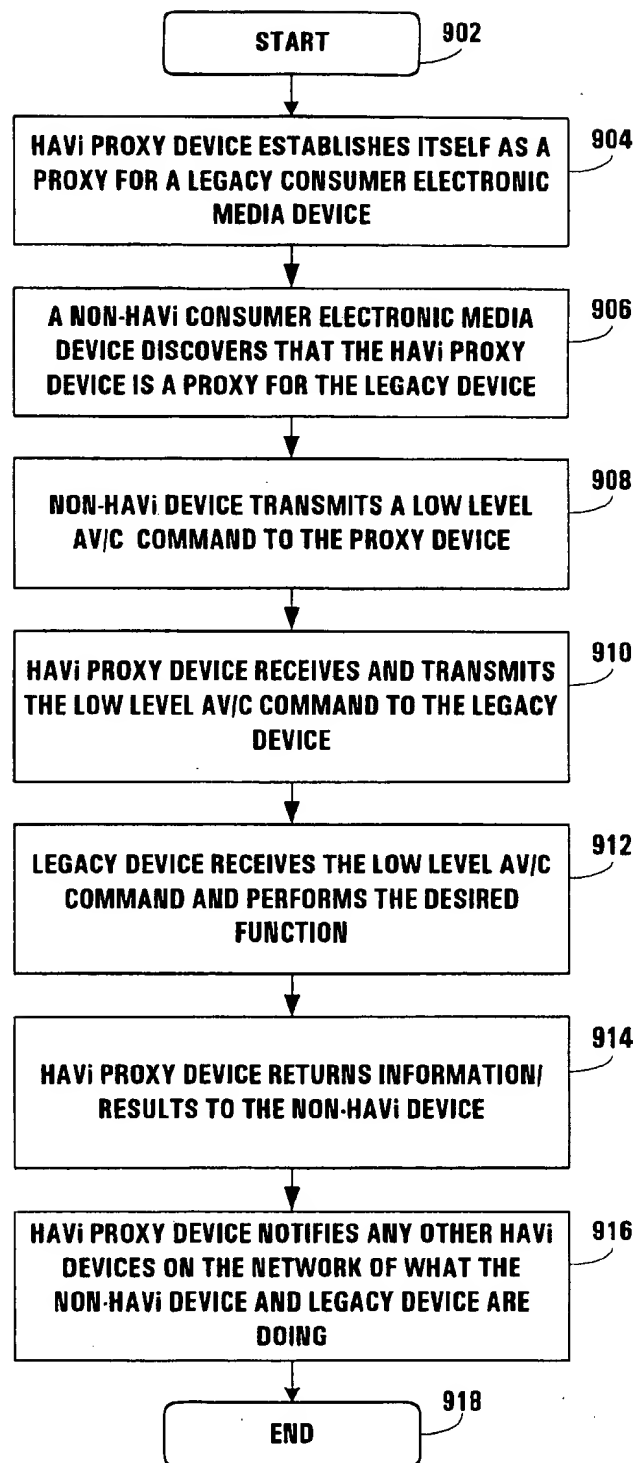 START
902
HAVi PROXY DEVICE ESTABLISHES ITSELF AS A
PROXY FOR A LEGACY CONSUMER ELECTRONIC
MEDIA DEVICE
904
A NON-HAVi CONSUMER ELECTRONIC MEDIA
DEVICE DISCOVERS THAT THE HAVi PROXY
DEVICE IS A PROXY FOR THE LEGACY DEVICE
906
NON-HAVi DEVICE TRANSMITS A LOW LEVEL
AV/C COMMAND TO THE PROXY DEVICE
908
HAVi PROXY DEVICE RECEIVES AND TRANSMITS
THE LOW LEVEL AV/C COMMAND TO THE LEGACY
DEVICE
910
LEGACY DEVICE RECEIVES THE LOW LEVEL AV/C
COMMAND AND PERFORMS THE DESIRED
FUNCTION
912
HAVi PROXY DEVICE RETURNS INFORMATION/
RESULTS TO THE NON-HAVi DEVICE
914
HAVi PROXY DEVICE NOTIFIES ANY OTHER HAVi
DEVICES ON THE NETWORK OF WHAT THE
NON-HAVi DEVICE AND LEGACY DEVICE ARE
DOING
916
END
918